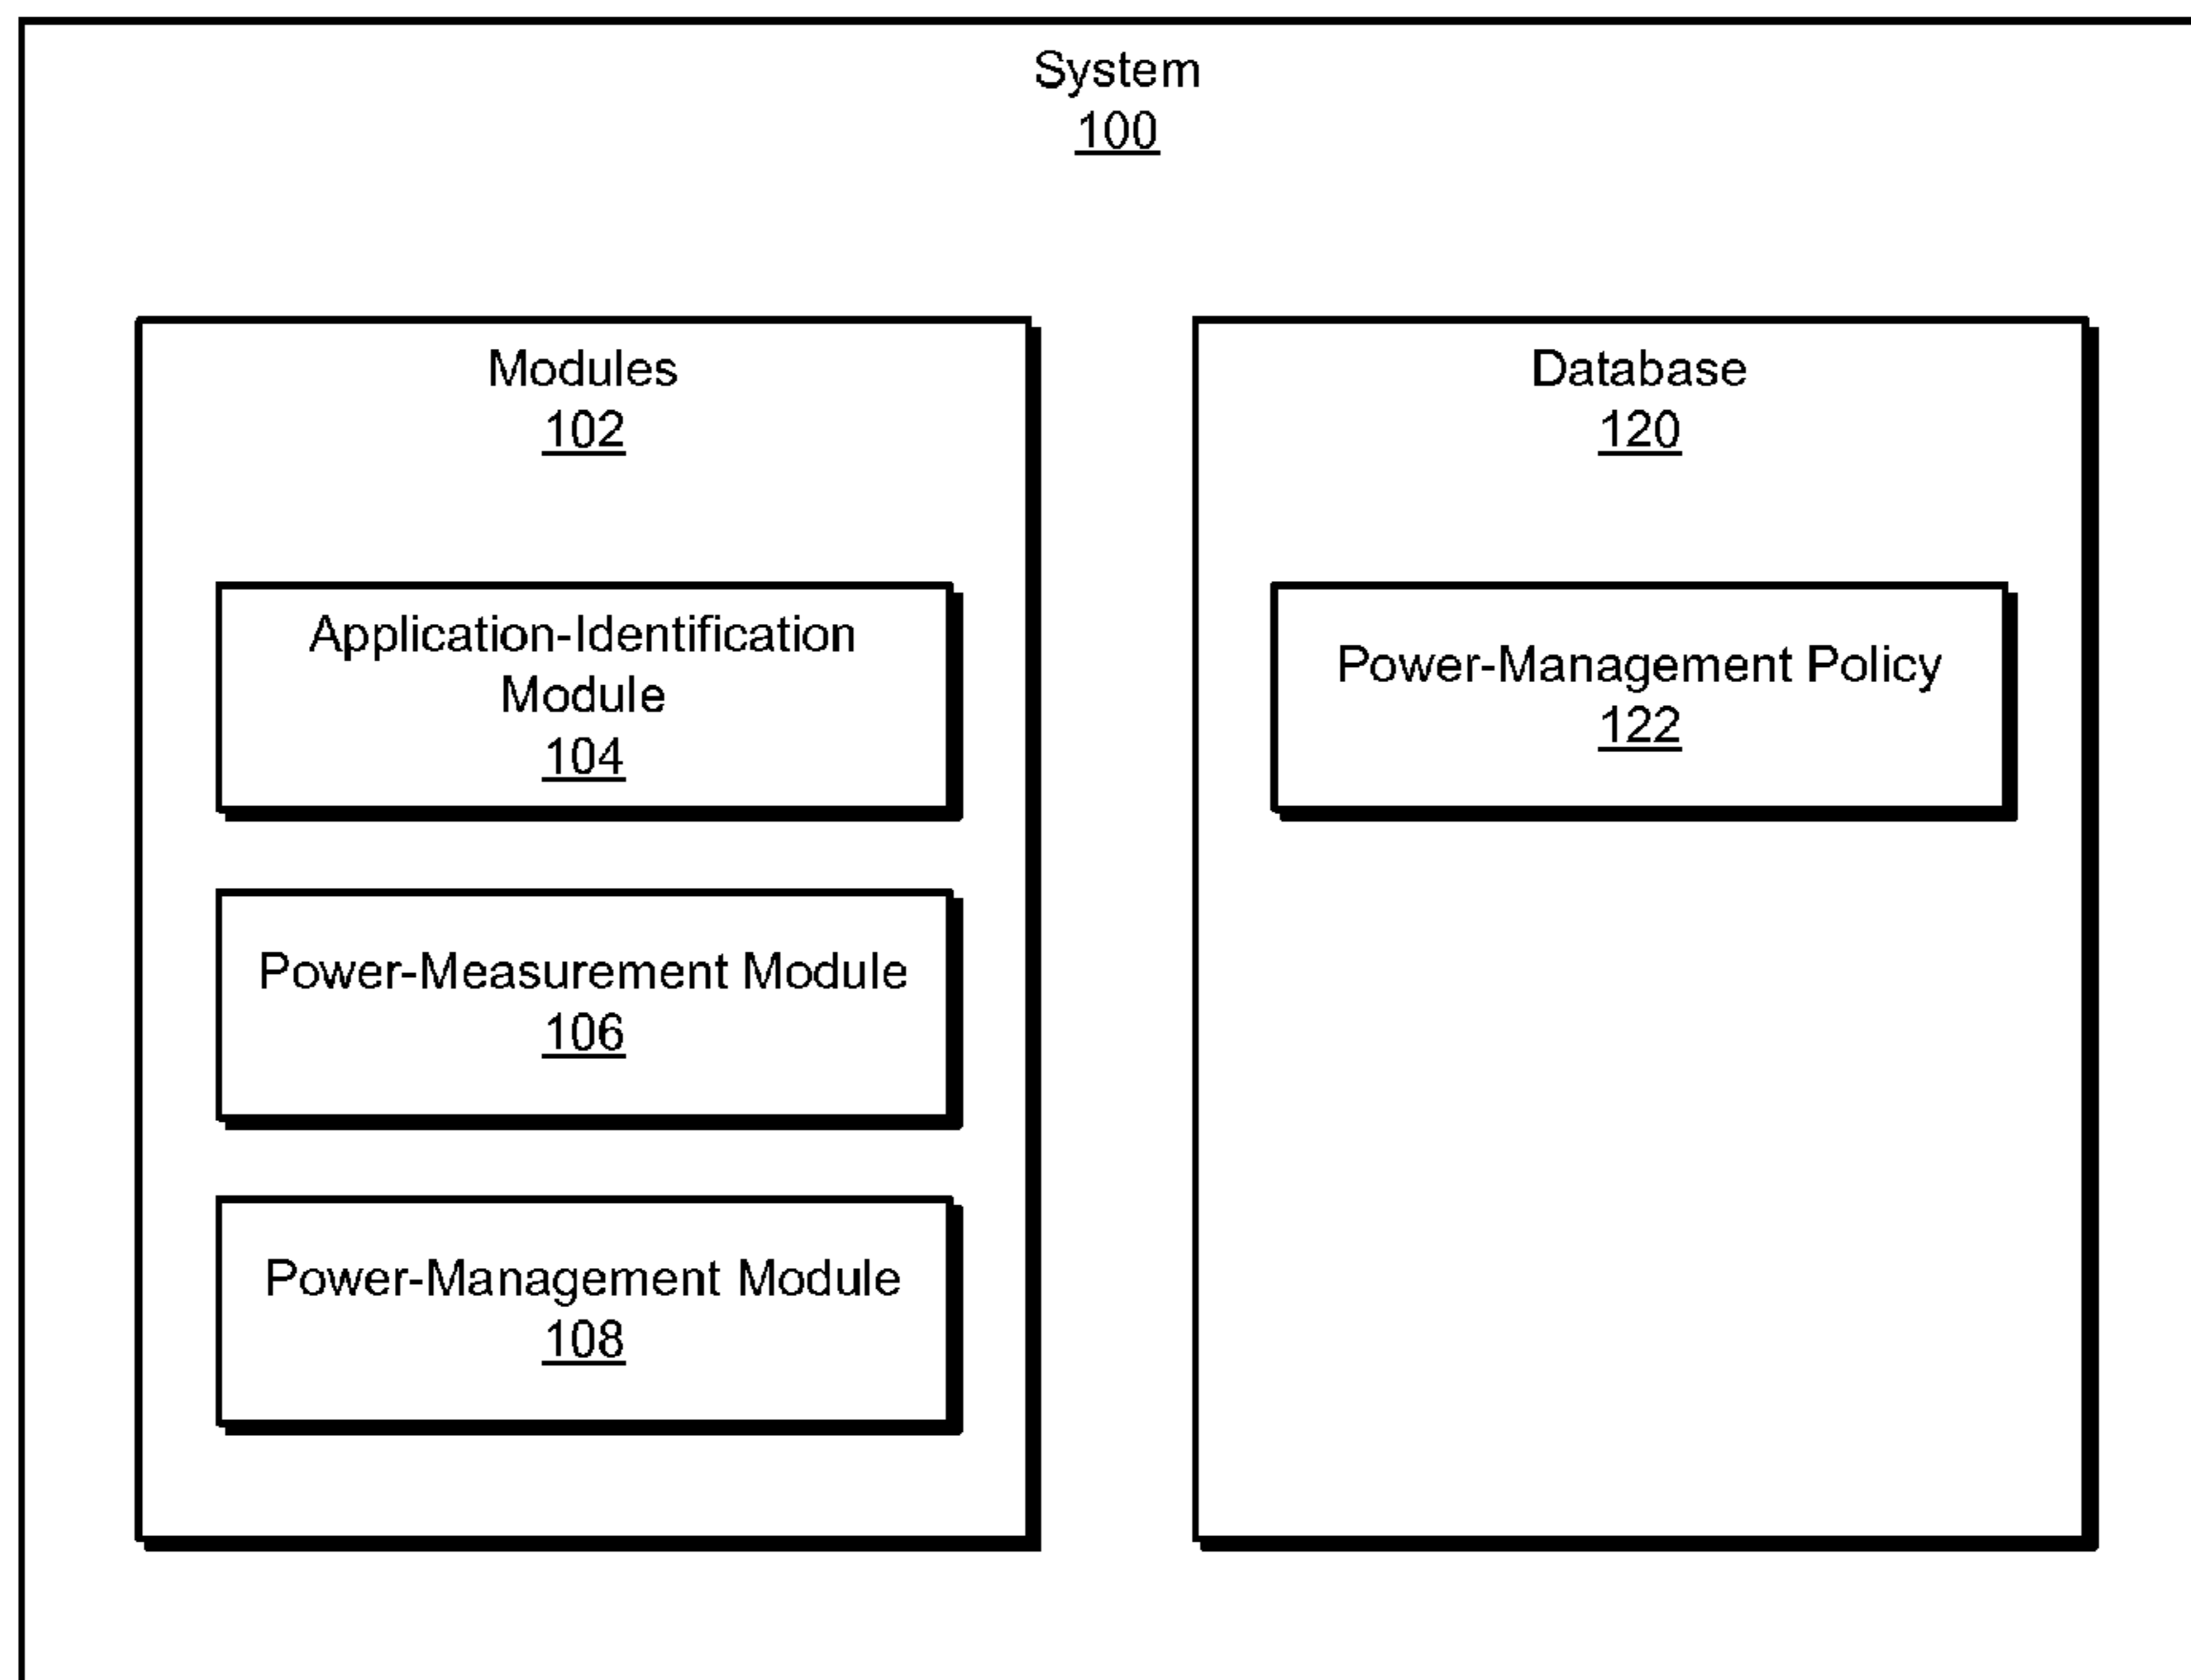 System
100
Modules
102
Application-Identification
Module
104
Power-Measurement Module
106
Power-Management Module
108
Database
120
Power-Management Policy
122